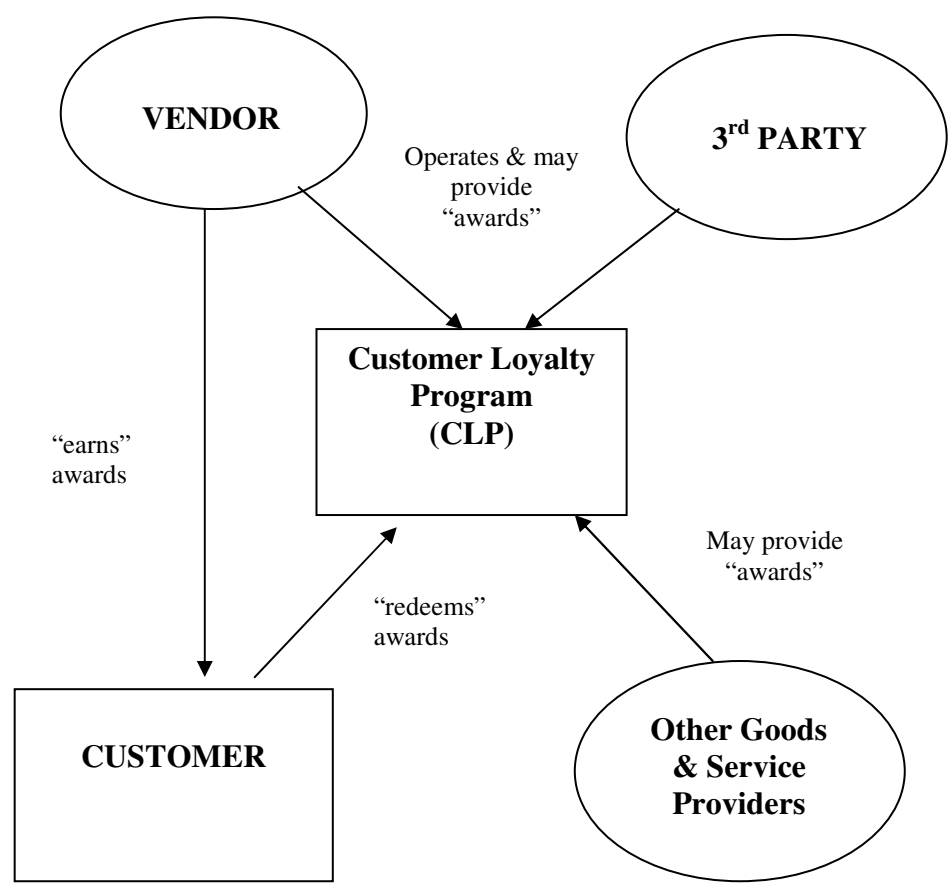 VENDOR
3rd PARTY
Operates & may
provide
“awards”
Customer Loyalty
Program
(CLP)
“earns”
awards
May provide
“awards”
“redeems”
awards
CUSTOMER
Other Goods
& Service
Providers